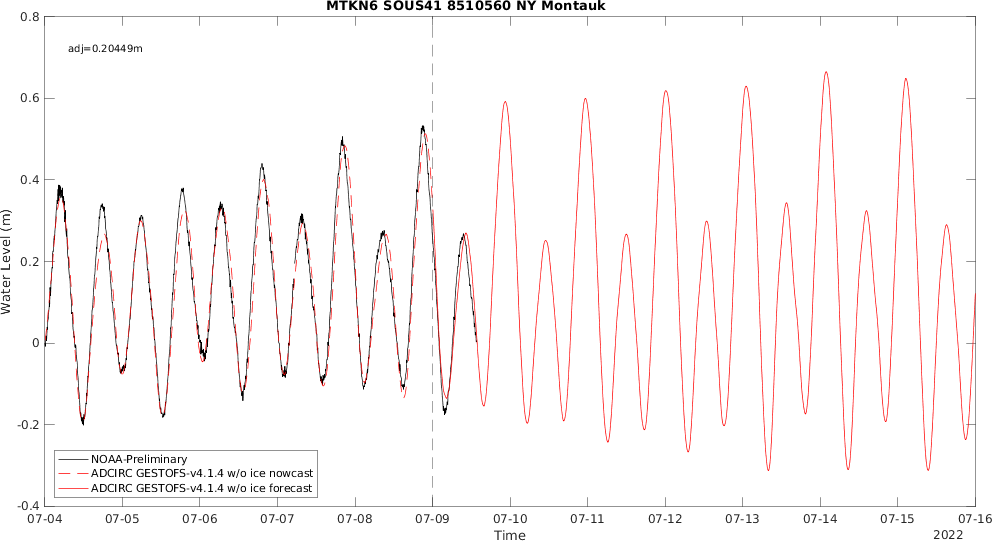 MTKN6 SOUS41 8510560 NY Montauk
adj=0.20449m
0.8
0.6
0.4
0.2
0
-0.2
-0.4
Water Level (m)
NOAA-Preliminary
ADCIRC GESTOFS-v4.1.4 w/o ice nowcast
ADCIRC GESTOFS-v4.1.4 w/o ice forecast
07-04 07-05 07-06 07-07 07-08 07-09 07-10 07-11 07-12 07-13 07-14 07-15 07-16
Time
2022